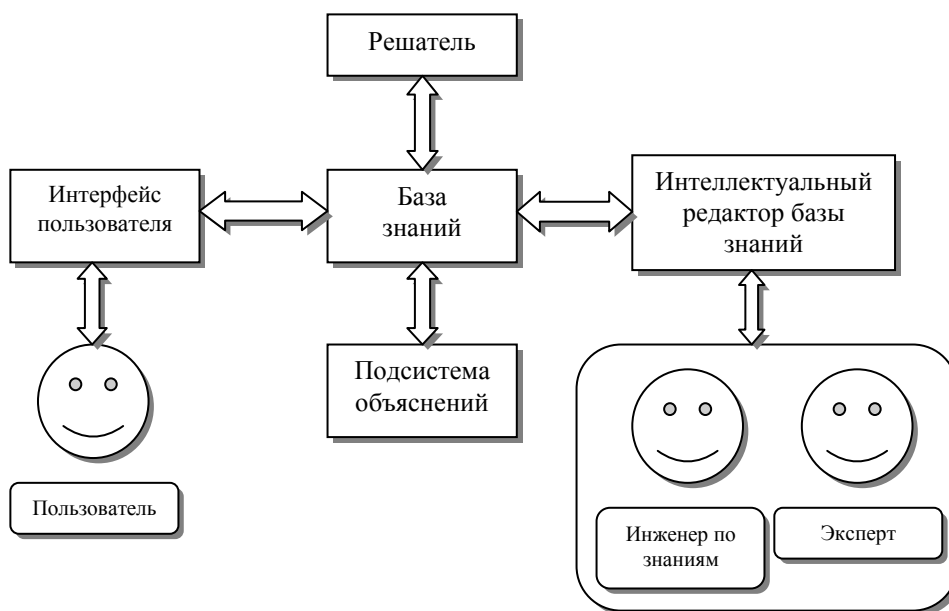 Решатель
Интерфейс
пользователя
База
знаний
Интеллектуальный
редактор базы
знаний
Подсистема
объяснений
Пользователь
Инженер по
знаниям
Эксперт